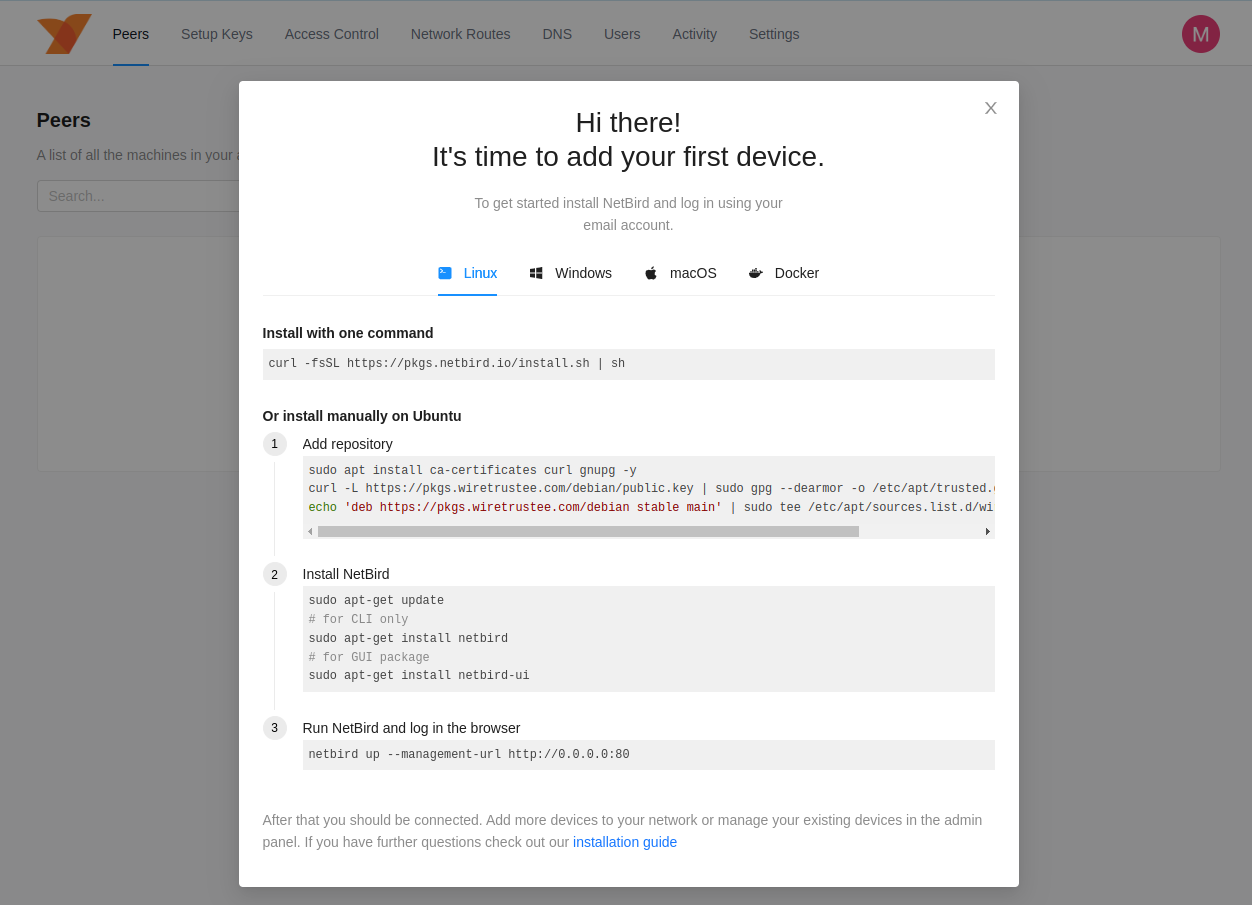 Peers
Setup Keys
Access Control
Network Routes
DNS
Users
Activity
Settings
M
Peers
A list of all the machines in your
Search...
Hi there!
It's time to add your first device.
To get started install NetBird and log in using your
email account.
Linux
Windows
macOS
Docker
Install with one command
curl -fsSL https://pkgs.netbird.io/install.sh | sh
Or install manually on Ubuntu
1
Add repository
sudo apt install ca-certificates curl gnupg -y
curl -L https://pkgs.wiretrustee.com/debian/public.key | sudo gpg --dearmor -o /etc/apt/trusted.
echo 'deb https://pkgs.wiretrustee.com/debian stable main' | sudo tee /etc/apt/sources.list.d/wi
2
Install NetBird
sudo apt-get update
# for CLI only
sudo apt-get install netbird
# for GUI package
sudo apt-get install netbird-ui
3
Run NetBird and log in the browser
netbird up --management-url http://0.0.0.0:80
After that you should be connected. Add more devices to your network or manage your existing devices in the admin
panel. If you have further questions check out our installation guide